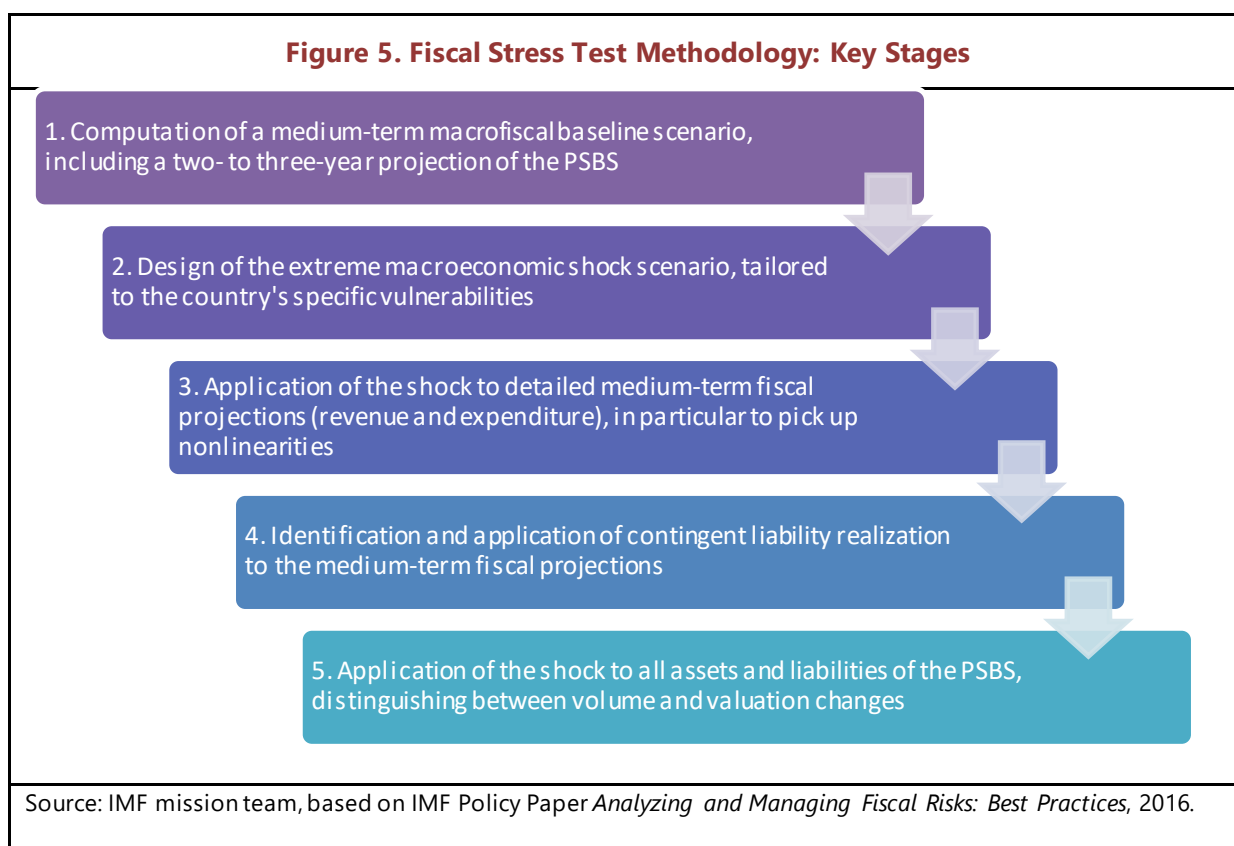 Figure 5. Fiscal Stress Test Methodology: Key Stages
1. Computation of a medium-term macrofiscal baseline scenario,
including a two- to three-year projection of the PSBS
2. Design of the extreme macroeconomic shock scenario, tailored
to the country's specific vulnerabilities
3. Application of the shock to detailed medium-term fiscal
projections (revenue and expenditure), in particular to pick up
nonlinearities
4. Identification and application of contingent liability realization
to the medium-term fiscal projections
5. Application of the shock to all assets and liabilities of the PSBS,
distinguishing between volume and valuation changes
Source: IMF mission team, based on IMF Policy Paper Analyzing and Managing Fiscal Risks: Best Practices, 2016.